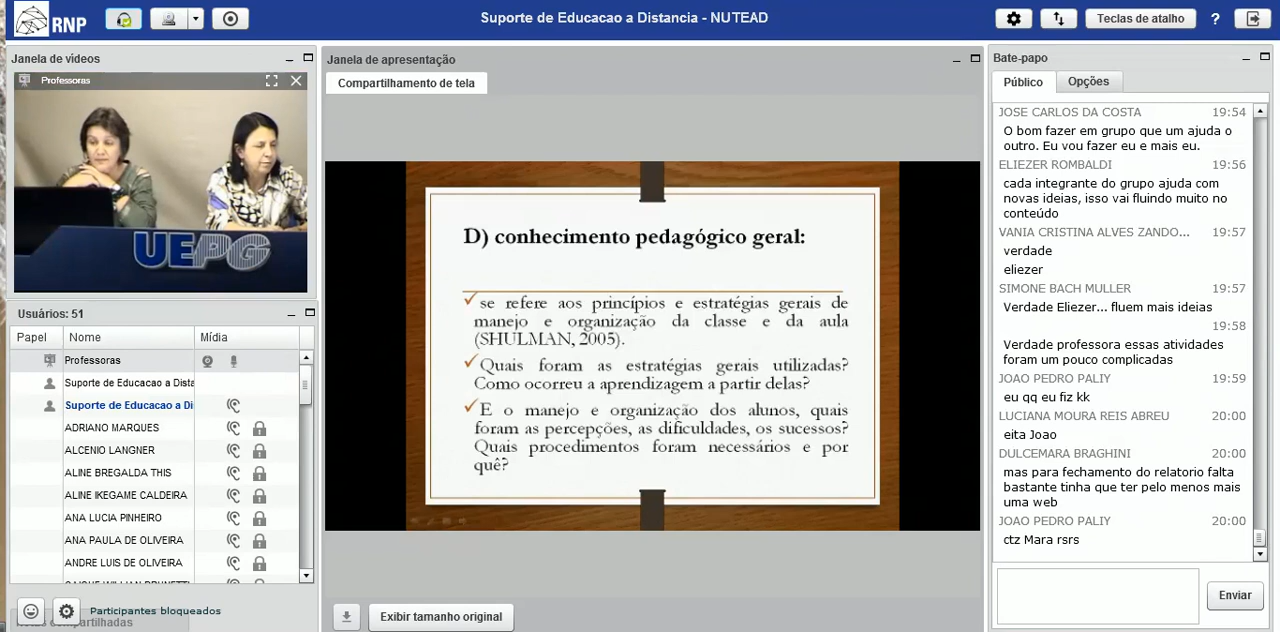 RNP
Suporte de Educacao a Distancia - NUTEAD
Teclas de atalho
?
Janela de vídeos
Professoras
UEPG
Usuários: 51
Papel Nome Mídia
Professoras
Suporte de Educacao a Dista
Suporte de Educacao a Di
ADRIANO MARQUES
ALCENIO LANGNER
ALINE BREGALDA THIS
ALINE IKEGAME CALDEIRA
ANA LUCIA PINHEIRO
ANA PAULA DE OLIVEIRA
ANDRE LUIS DE OLIVEIRA
Participantes bloqueados
Notas compartilhadas
Janela de apresentação
Compartilhamento de tela
D) conhecimento pedagógico geral:
✓se refere aos princípios e estratégias gerais de
manejo e organização da classe e da aula
(SHULMAN, 2005).
✓Quais foram as estratégias gerais utilizadas?
Como ocorreu a aprendizagem a partir delas?
✓E o manejo e organização dos alunos, quais
foram as percepções, as dificuldades, os sucessos?
Quais procedimentos foram necessários e por
quê?
Exibir tamanho original
Bate-papo
Público Opções
JOSE CARLOS DA COSTA 19:54
O bom fazer em grupo que um ajuda o
outro. Eu vou fazer eu e mais eu.
ELIEZER ROMBALDI 19:56
cada integrante do grupo ajuda com
novas ideias, isso vai fluindo muito no
conteúdo
VANIA CRISTINA ALVES ZANDO... 19:57
verdade
eliezer
SIMONE BACH MULLER 19:57
Verdade Eliezer... fluem mais ideias
19:58
Verdade professora essas atividades
foram um pouco complicadas
JOAO PEDRO PALIY 19:59
eu qq eu fiz kk
LUCIANA MOURA REIS ABREU 20:00
eita Joao
DULCEMARA BRAGHINI 20:00
mas para fechamento do relatorio falta
bastante tinha que ter pelo menos mais
uma web
JOAO PEDRO PALIY 20:00
ctz Mara rsrs
Enviar